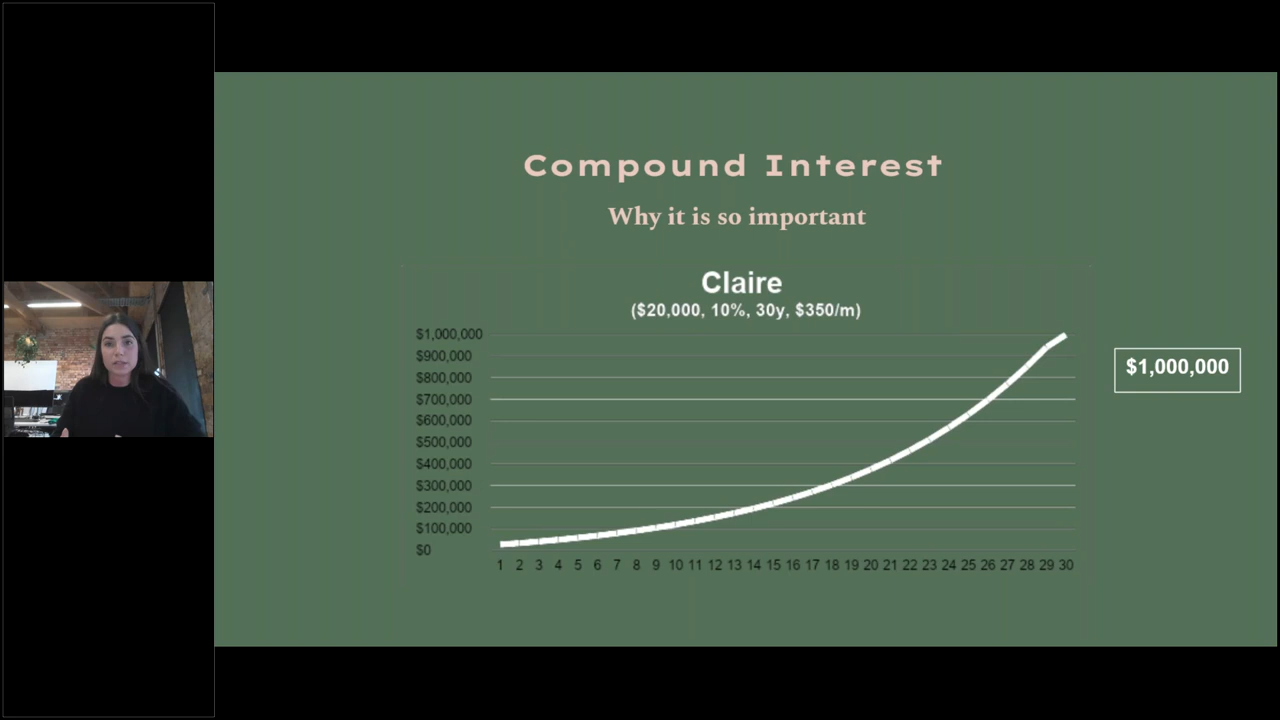 Compound Interest
Why it is so important
Claire
($20,000, 10%, 30y, $350/m)
$1,000,000
$900,000
$800,000
$700,000
$600,000
$500,000
$400,000
$300,000
$200,000
$100,000
$0
1 2 3 4 5 6 7 8 9 10 11 12 13 14 15 16 17 18 19 20 21 22 23 24 25 26 27 28 29 30
$1,000,000